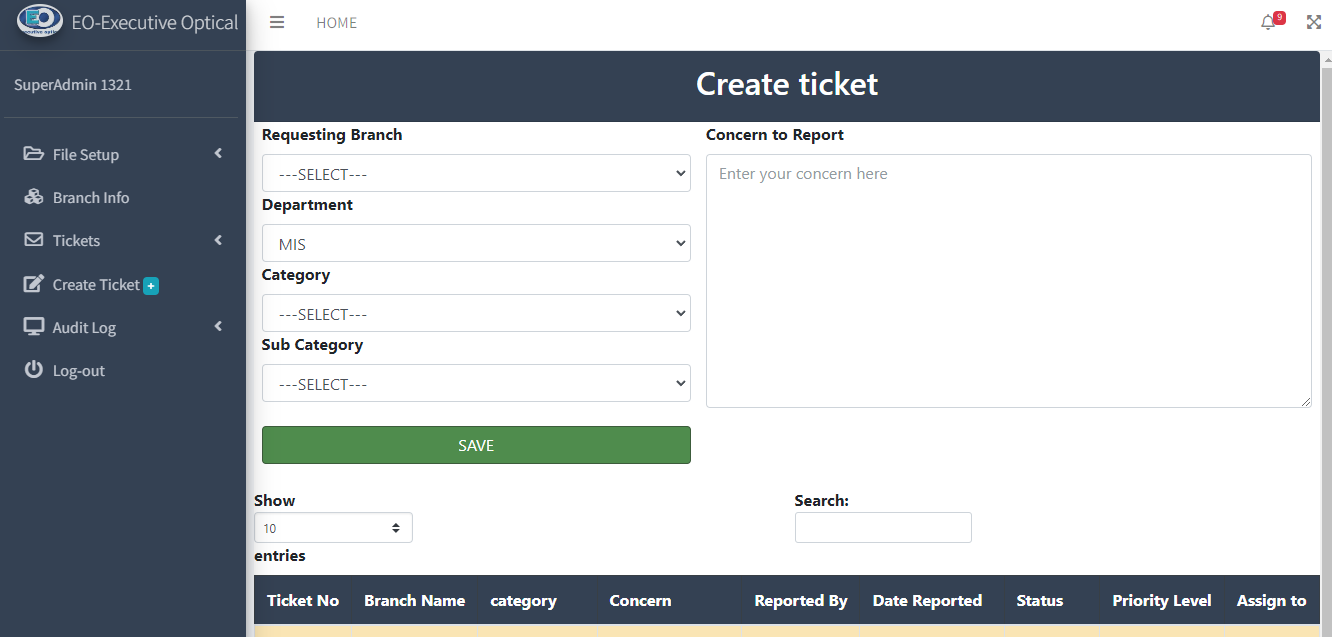 EO
executive optical
EO-Executive Optical
HOME
9
SuperAdmin 1321
File Setup
Branch Info
Tickets
Create Ticket +
Audit Log
Log-out
Create ticket
Requesting Branch
---SELECT---
Department
MIS
Category
---SELECT---
Sub Category
---SELECT---
SAVE
Concern to Report
Enter your concern here
Show
10
entries
Search:
Ticket No Branch Name category Concern Reported By Date Reported Status Priority Level Assign to